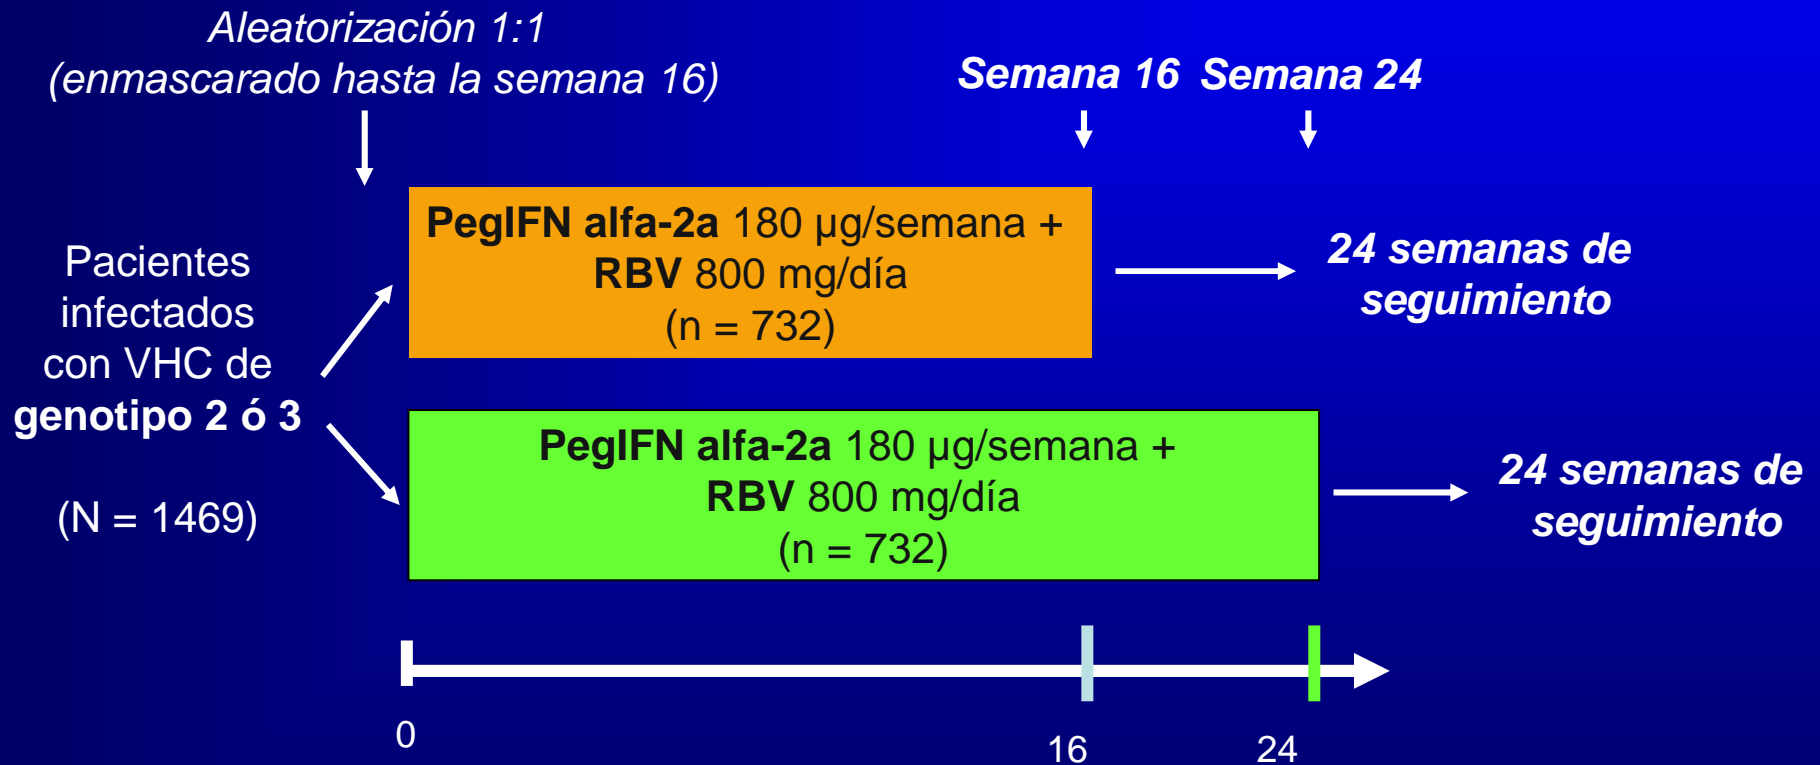 Aleatorización 1:1
(enmascarado hasta la semana 16)
Semana 16 Semana 24
Pacientes
infectados
con VHC de
genotipo 2 ó 3
(N = 1469)
PegIFN alfa-2a 180 µg/semana +
RBV 800 mg/día
(n = 732)
24 semanas de
seguimiento
PegIFN alfa-2a 180 µg/semana +
RBV 800 mg/día
(n = 732)
24 semanas de
seguimiento
0
16
24